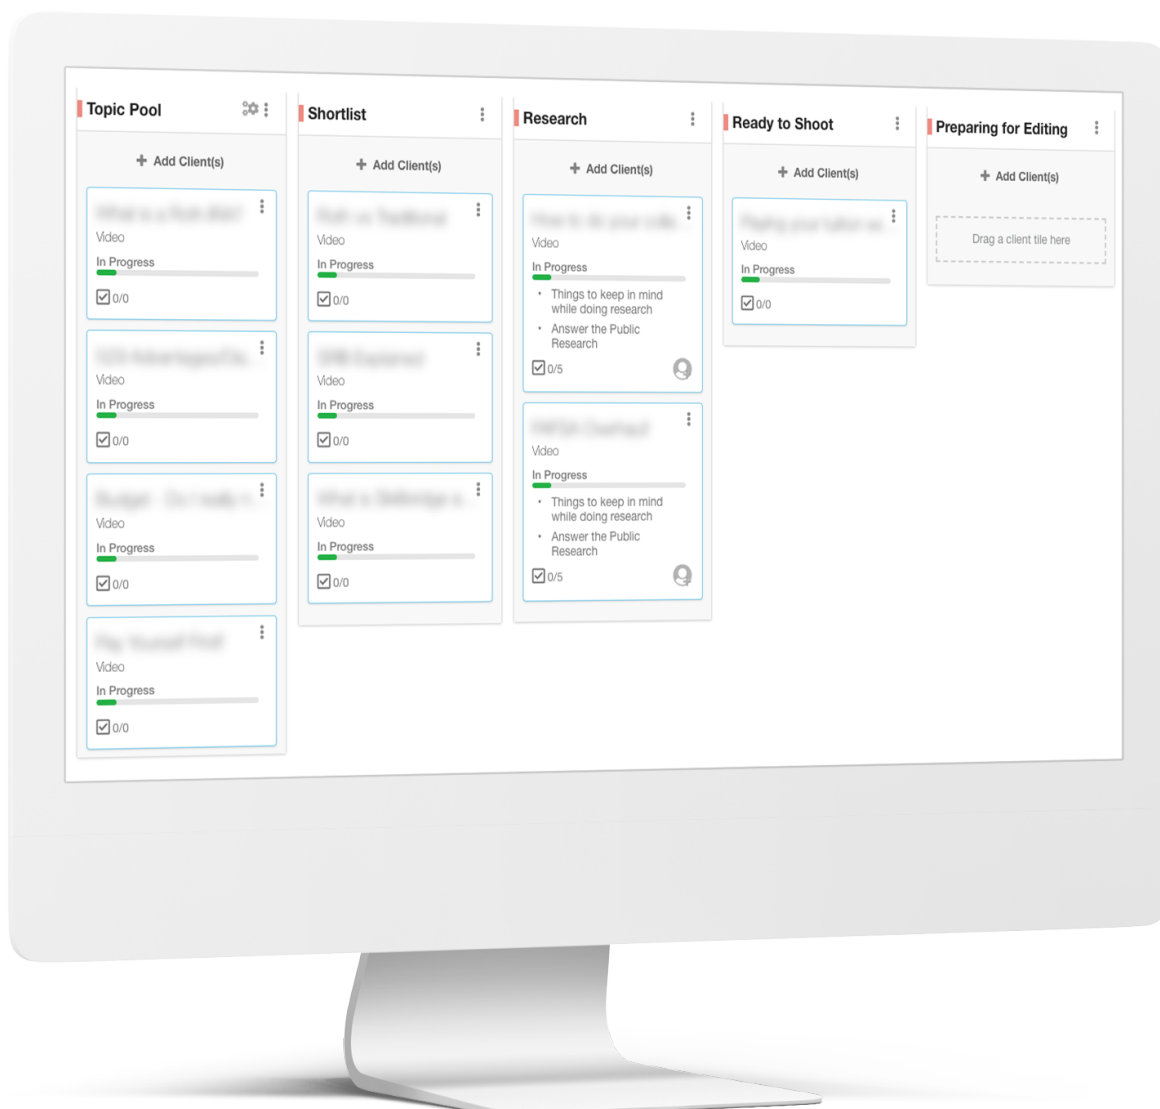 Topic Pool
+ Add Client(s)
Video
In Progress
0/0
Video
In Progress
0/0
Video
In Progress
0/0
Video
In Progress
0/0
Shortlist
+ Add Client(s)
Video
In Progress
0/0
Video
In Progress
0/0
Video
In Progress
0/0
Research
+ Add Client(s)
Video
In Progress
• Things to keep in mind
while doing research
• Answer the Public
Research
0/5
Video
In Progress
• Things to keep in mind
while doing research
• Answer the Public
Research
0/5
Ready to Shoot
+ Add Client(s)
Video
In Progress
0/0
Preparing for Editing
+ Add Client(s)
Drag a client tile here